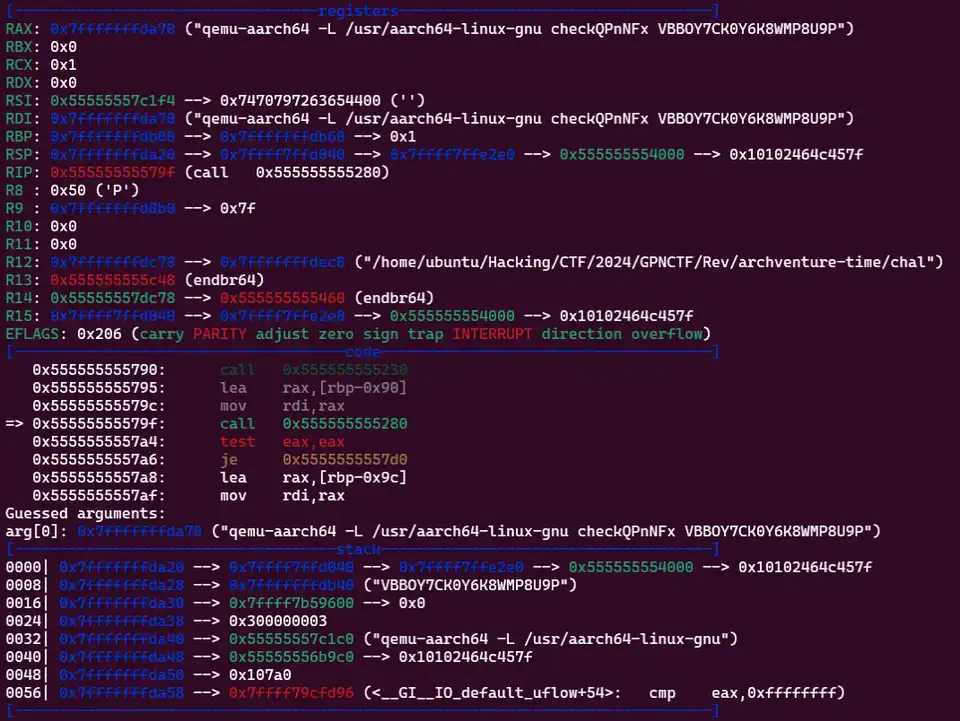 [----------------------------------registers-----------------------------------]
RAX: 0x7fffffffda70 ("qemu-aarch64 -L /usr/aarch64-linux-gnu checkQPnNFx VBBOY7CK0Y6K8WMP8U9P")
RBX: 0x0
RCX: 0x1
RDX: 0x0
RSI: 0x55555557c1f4 --> 0x7470797263654400 ('')
RDI: 0x7fffffffda70 ("qemu-aarch64 -L /usr/aarch64-linux-gnu checkQPnNFx VBBOY7CK0Y6K8WMP8U9P")
RBP: 0x7fffffffdb00 --> 0x7fffffffdb60 --> 0x1
RSP: 0x7fffffffda20 --> 0x7ffff7ffd040 --> 0x7ffff7ffe2e0 --> 0x555555554000 --> 0x10102464c457f
RIP: 0x55555555579f (call   0x555555555280)
R8 : 0x50 ('P')
R9 : 0x7fffffffd8b0 --> 0x7f
R10: 0x0
R11: 0x0
R12: 0x7fffffffdc78 --> 0x7fffffffdec8 ("/home/ubuntu/Hacking/CTF/2024/GPNCTF/Rev/archventure-time/chal")
R13: 0x555555555c48 (endbr64)
R14: 0x55555557dc78 --> 0x555555555460 (endbr64)
R15: 0x7ffff7ffd040 --> 0x7ffff7ffe2e0 --> 0x555555554000 --> 0x10102464c457f
EFLAGS: 0x206 (carry PARITY adjust zero sign trap INTERRUPT direction overflow)
[-------------------------------------code-------------------------------------]
0x555555555790:	call   0x555555555230
0x555555555795:	lea    rax,[rbp-0x90]
0x55555555579c:	mov    rdi,rax
=> 0x55555555579f:	call   0x555555555280
0x5555555557a4:	test   eax,eax
0x5555555557a6:	je     0x5555555557d0
0x5555555557a8:	lea    rax,[rbp-0x9c]
0x5555555557af:	mov    rdi,rax
Guessed arguments:
arg[0]: 0x7fffffffda70 ("qemu-aarch64 -L /usr/aarch64-linux-gnu checkQPnNFx VBBOY7CK0Y6K8WMP8U9P")
[------------------------------------stack-------------------------------------]
0000| 0x7fffffffda20 --> 0x7ffff7ffd040 --> 0x7ffff7ffe2e0 --> 0x555555554000 --> 0x10102464c457f
0008| 0x7fffffffda28 --> 0x7fffffffdb40 ("VBBOY7CK0Y6K8WMP8U9P")
0016| 0x7fffffffda30 --> 0x7ffff7b59600 --> 0x0
0024| 0x7fffffffda38 --> 0x300000003
0032| 0x7fffffffda40 --> 0x55555557c1c0 ("qemu-aarch64 -L /usr/aarch64-linux-gnu")
0040| 0x7fffffffda48 --> 0x55555556b9c0 --> 0x10102464c457f
0048| 0x7fffffffda50 --> 0x107a0
0056| 0x7fffffffda58 --> 0x7ffff79cfd96 (<__GI__IO_default_uflow+54>:	cmp    eax,0xffffffff)
[------------------------------------------------------------------------------]